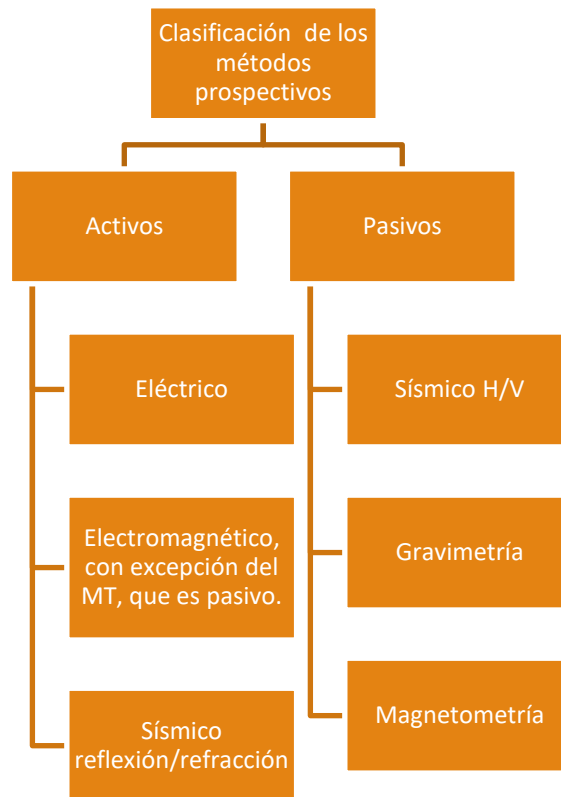 Clasificación de los
métodos
prospectivos
Activos
Pasivos
Eléctrico
Sísmico H/V
Electromagnético,
con excepción del
MT, que es pasivo.
Gravimetría
Sísmico
reflexión/refracción
Magnetometría